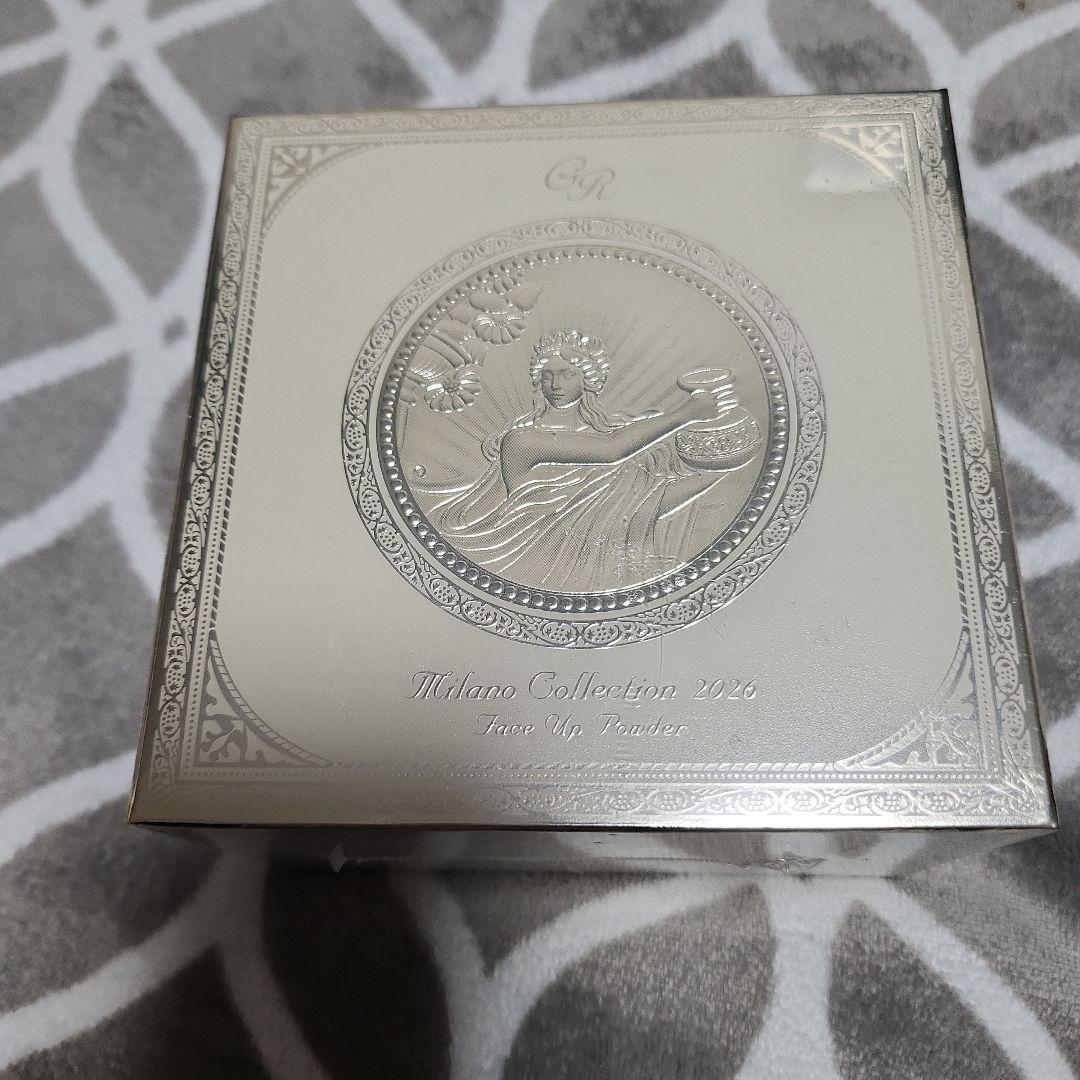 GR
Milano Collection 2026
Face Up Powder